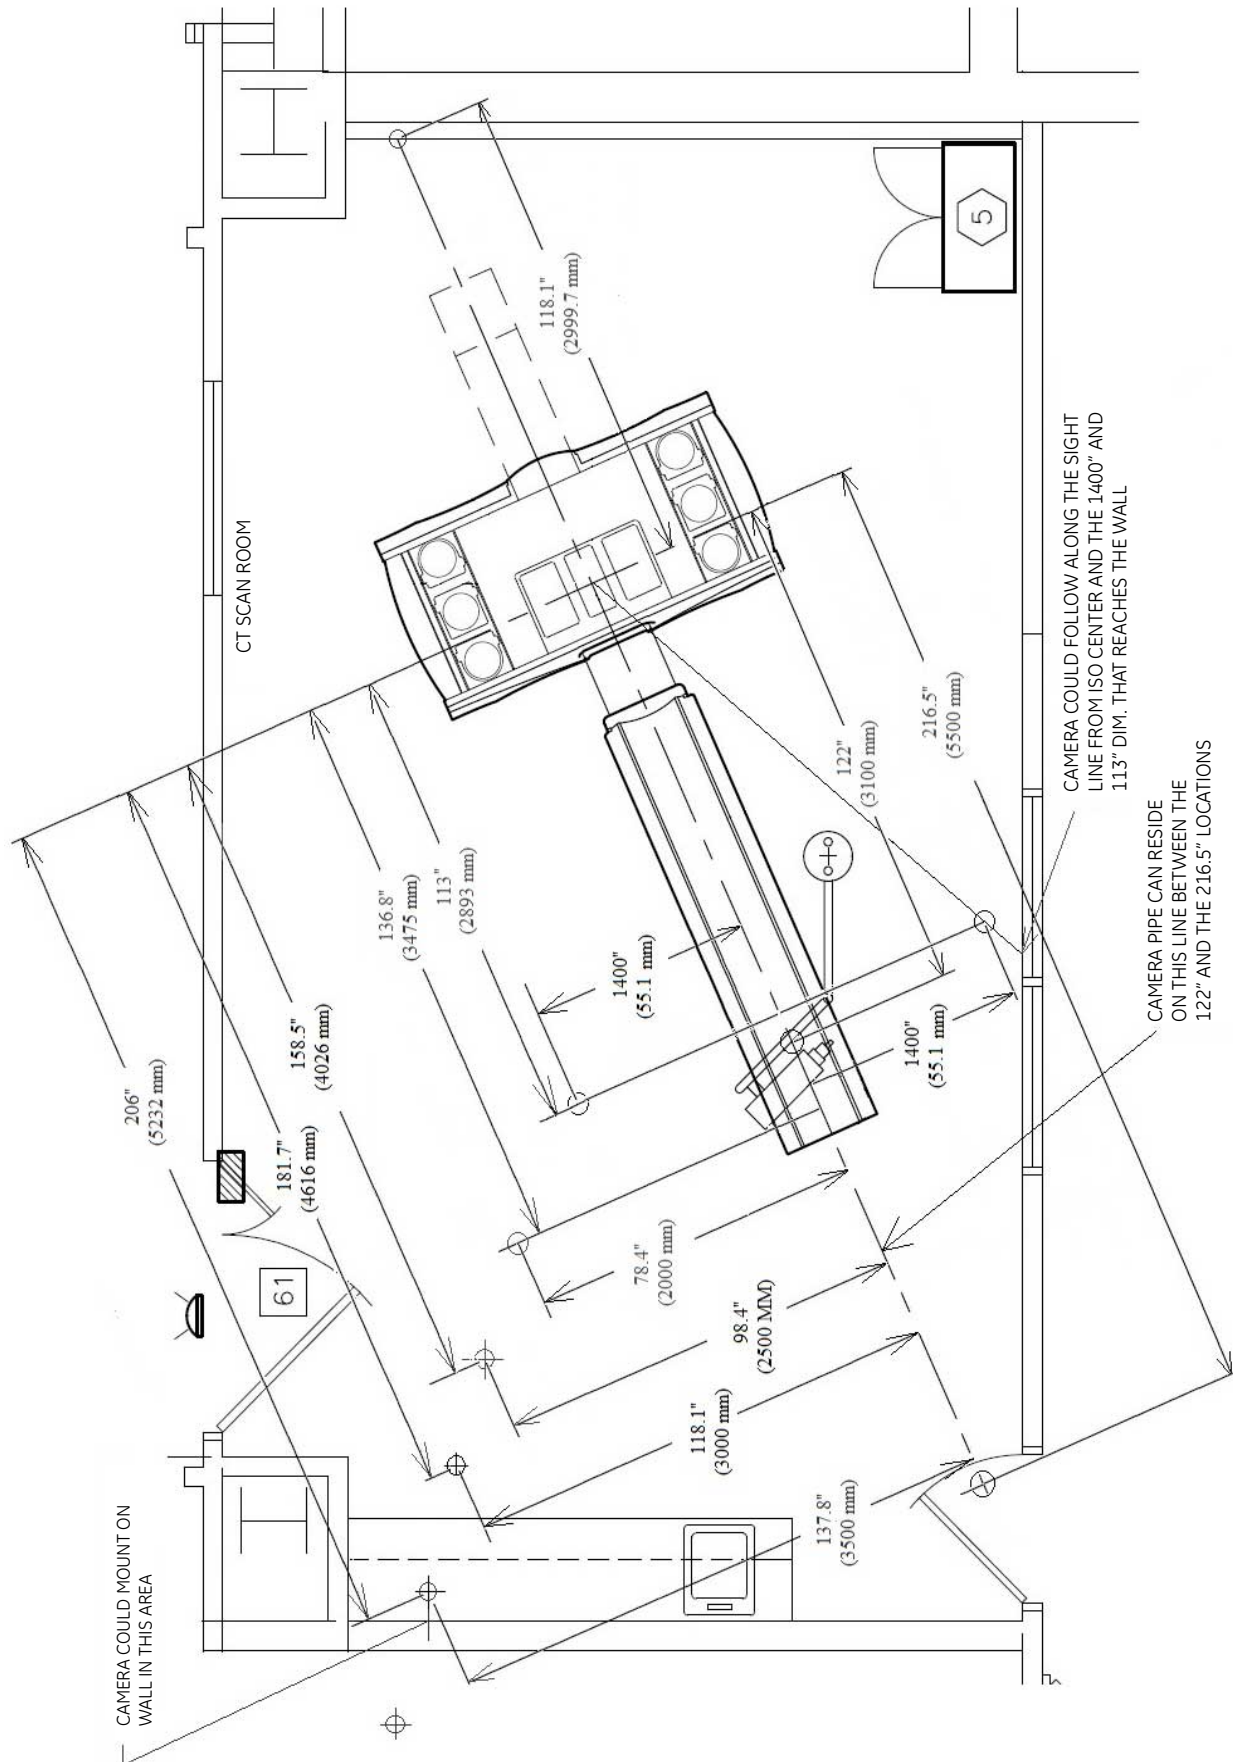 CAMERA COULD MOUNT ON
WALL IN THIS AREA
206"
(5232 mm)
181.7"
(4616 mm)
158.5"
(4026 mm)
136.8"
(3475 mm)
113"
(2893 mm)
CT SCAN ROOM
61
1400"
(55.1 mm)
118.1"
(2999.7 mm)
5
78.4"
(2000 mm)
98.4"
(2500 MM)
118.1"
(3000 mm)
137.8"
(3500 mm)
1400"
(55.1 mm)
122"
(3100 mm)
216.5"
(5500 mm)
CAMERA COULD FOLLOW ALONG THE SIGHT
LINE FROM ISO CENTER AND THE 1400" AND
113" DIM. THAT REACHES THE WALL
CAMERA PIPE CAN RESIDE
ON THIS LINE BETWEEN THE
122" AND THE 216.5" LOCATIONS